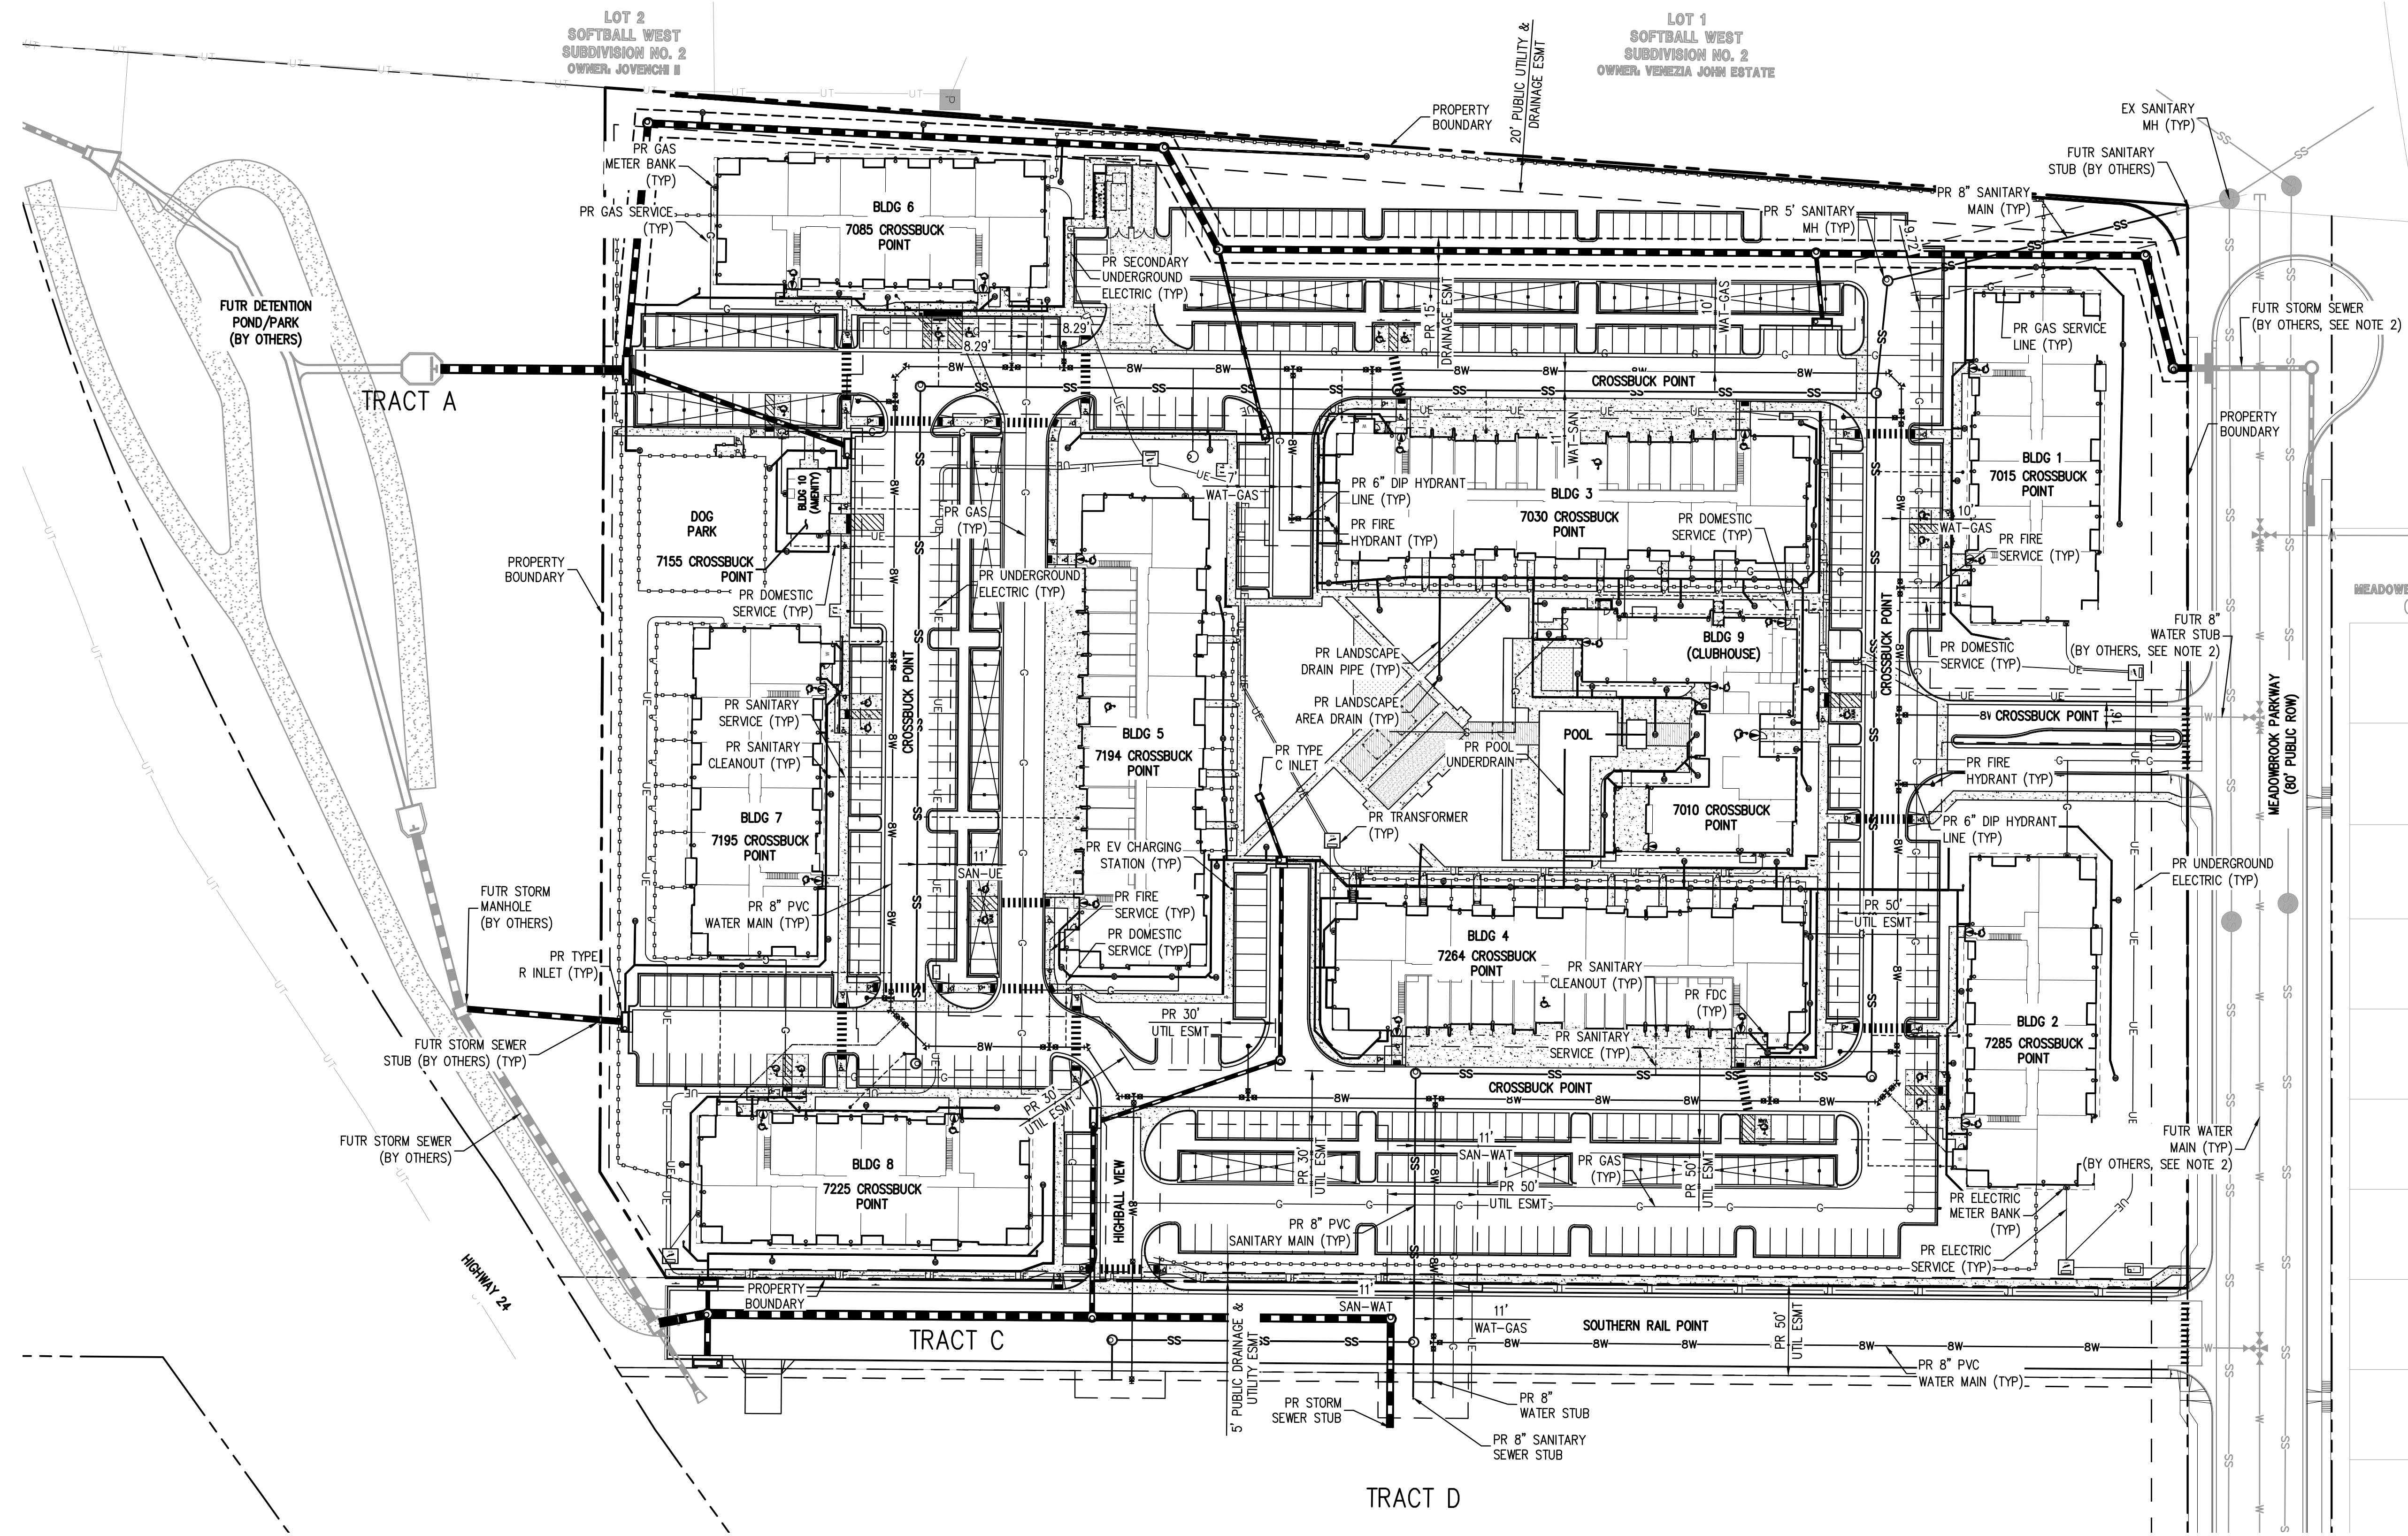 LOT 2
SOFTBALL WEST
SUBDIVISION NO. 2
OWNER: JOVENCHI II
LOT 1
SOFTBALL WEST
SUBDIVISION NO. 2
OWNER: VENEZIA JOHN ESTATE
20' PUBLIC UTILITY &
DRAINAGE ESMT
PROPERTY
BOUNDARY
EX SANITARY
MH (TYP)
FUTR SANITARY
STUB (BY OTHERS)
PR 8" SANITARY
MAIN (TYP)
PR 5' SANITARY
MH (TYP)
9.72'
PR GAS
METER BANK
(TYP)
PR GAS SERVICE
(TYP)
BLDG 6
7085 CROSSBUCK
POINT
PR SECONDARY
UNDERGROUND
ELECTRIC (TYP)
8.29'
8.29'
PR 15'
DRAINAGE ESMT
10'
WAT-GAS
PR GAS SERVICE
LINE (TYP)
FUTR STORM SEWER
(BY OTHERS, SEE NOTE 2)
FUTR DETENTION
POND/PARK
(BY OTHERS)
TRACT A
CROSSBUCK POINT
PROPERTY
BOUNDARY
BLDG 1
7015 CROSSBUCK
POINT
BLDG 10
(AMENITY)
DOG
PARK
7155 CROSSBUCK
POINT
PR GAS
(TYP)
7'
WAT-GAS
11'
WAT-SAN
PR 6" DIP HYDRANT
LINE (TYP)
PR FIRE
HYDRANT (TYP)
BLDG 3
7030 CROSSBUCK
POINT
PR DOMESTIC
SERVICE (TYP)
10'
WAT-GAS
PR FIRE
SERVICE (TYP)
PROPERTY
BOUNDARY
PR DOMESTIC
SERVICE (TYP)
PR UNDERGROUND
ELECTRIC (TYP)
CROSSBUCK POINT
CROSSBUCK POINT
PR LANDSCAPE
DRAIN PIPE (TYP)
PR LANDSCAPE
AREA DRAIN (TYP)
BLDG 9
(CLUBHOUSE)
PR DOMESTIC
SERVICE (TYP)
FUTR 8"
WATER STUB
(BY OTHERS, SEE NOTE 2)
MEADOWBROOK PARKWAY
(80' PUBLIC ROW)
CROSSBUCK POINT
16'
PR SANITARY
SERVICE (TYP)
PR SANITARY
CLEANOUT (TYP)
BLDG 5
7194 CROSSBUCK
POINT
PR TYPE
C INLET
PR POOL
UNDERDRAIN
POOL
PR FIRE
HYDRANT (TYP)
BLDG 7
7195 CROSSBUCK
POINT
PR TRANSFORMER
(TYP)
7010 CROSSBUCK
POINT
PR 6" DIP HYDRANT
LINE (TYP)
PR EV CHARGING
STATION (TYP)
11'
SAN-UE
PR UNDERGROUND
ELECTRIC (TYP)
FUTR STORM
MANHOLE
(BY OTHERS)
PR 8" PVC
WATER MAIN (TYP)
PR FIRE
SERVICE (TYP)
PR DOMESTIC
SERVICE (TYP)
PR 50'
UTIL ESMT
PR TYPE
R INLET (TYP)
BLDG 4
7264 CROSSBUCK
POINT
PR SANITARY
CLEANOUT (TYP)
PR FDC
(TYP)
BLDG 2
7285 CROSSBUCK
POINT
PR 30'
UTIL ESMT
PR SANITARY
SERVICE (TYP)
FUTR STORM SEWER
STUB (BY OTHERS) (TYP)
CROSSBUCK POINT
PR 30'
UTIL ESMT
FUTR STORM SEWER
(BY OTHERS)
BLDG 8
7225 CROSSBUCK
POINT
HIGHBALL VIEW
PR 30'
UTIL ESMT
11'
SAN-WAT
PR GAS
(TYP)
PR 50'
UTIL ESMT
PR 50'
UTIL ESMT
FUTR WATER
MAIN (TYP)
(BY OTHERS, SEE NOTE 2)
PR 8" PVC
SANITARY MAIN (TYP)
PR ELECTRIC
METER BANK
(TYP)
PR ELECTRIC
SERVICE (TYP)
HIGHWAY 24
PROPERTY
BOUNDARY
11'
SAN-WAT
11'
WAT-GAS
SOUTHERN RAIL POINT
PR 50'
UTIL ESMT
TRACT C
5' PUBLIC DRAINAGE &
UTILITY ESMT
PR 8" PVC
WATER MAIN (TYP)
PR STORM
SEWER STUB
PR 8"
WATER STUB
PR 8" SANITARY
SEWER STUB
TRACT D